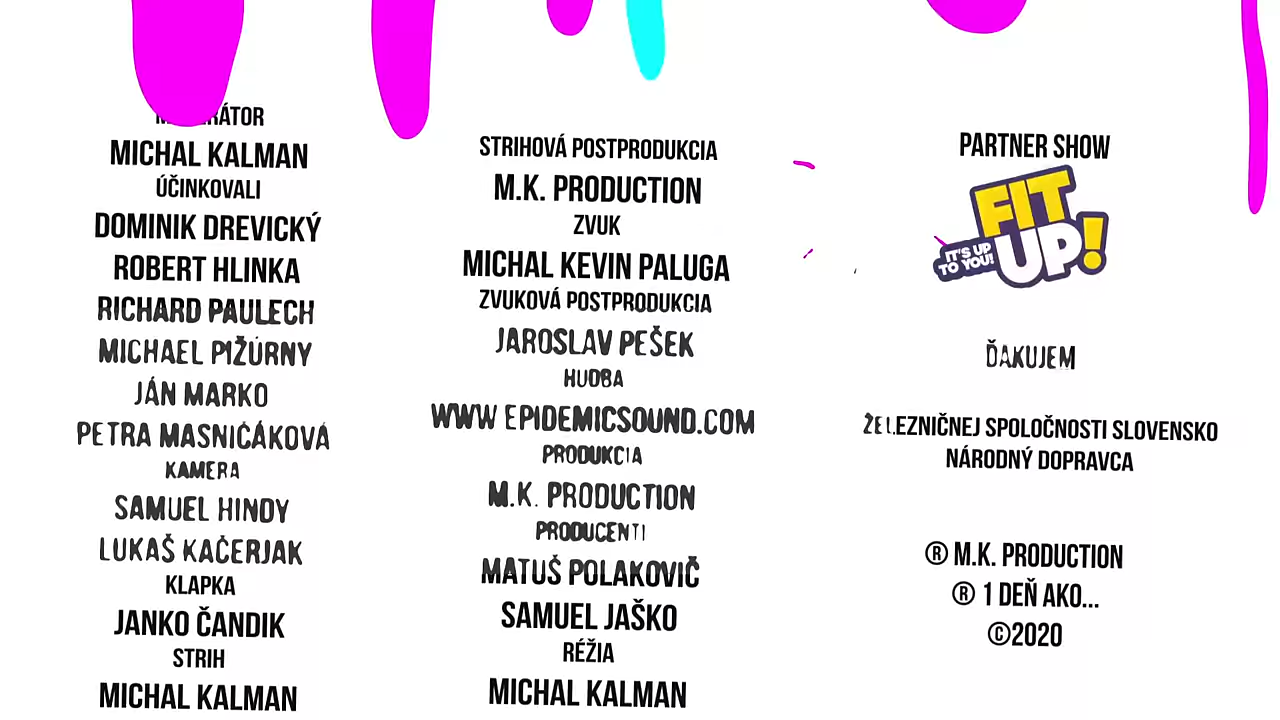 MICHAL KALMAN
ÚČINKOVALI
DOMINIK DREVICKÝ
ROBERT HLINKA
RICHARD PAULECH
MICHAEL PIŽÚRNY
JÁN MARKO
PETRA MASNIČÁKOVÁ
KAMERA
SAMUEL HINDY
LUKAŠ KAČERJAK
KLAPKA
JANKO ČANDIK
STRIH
MICHAL KALMAN
STRIHOVÁ POSTPRODUKCIA
M.K. PRODUCTION
ZVUK
MICHAL KEVIN PALUGA
ZVUKOVÁ POSTPRODUKCIA
JAROSLAV PEŠEK
HUDBA
WWW EPIDEMICSOUND.COM
PRODUKCIA
M.K. PRODUCTION
PRODUCENTI
MATUŠ POLAKOVIČ
SAMUEL JAŠKO
RÉŽIA
MICHAL KALMAN
PARTNER SHOW
FIT
UP!
IT'S UP
TO YOU!
ĎAKUJEM
ŽELEZNIČNEJ SPOLOČNOSTI SLOVENSKO
NÁRODNÝ DOPRAVCA
® M.K. PRODUCTION
® 1 DEŇ AKO...
©2020